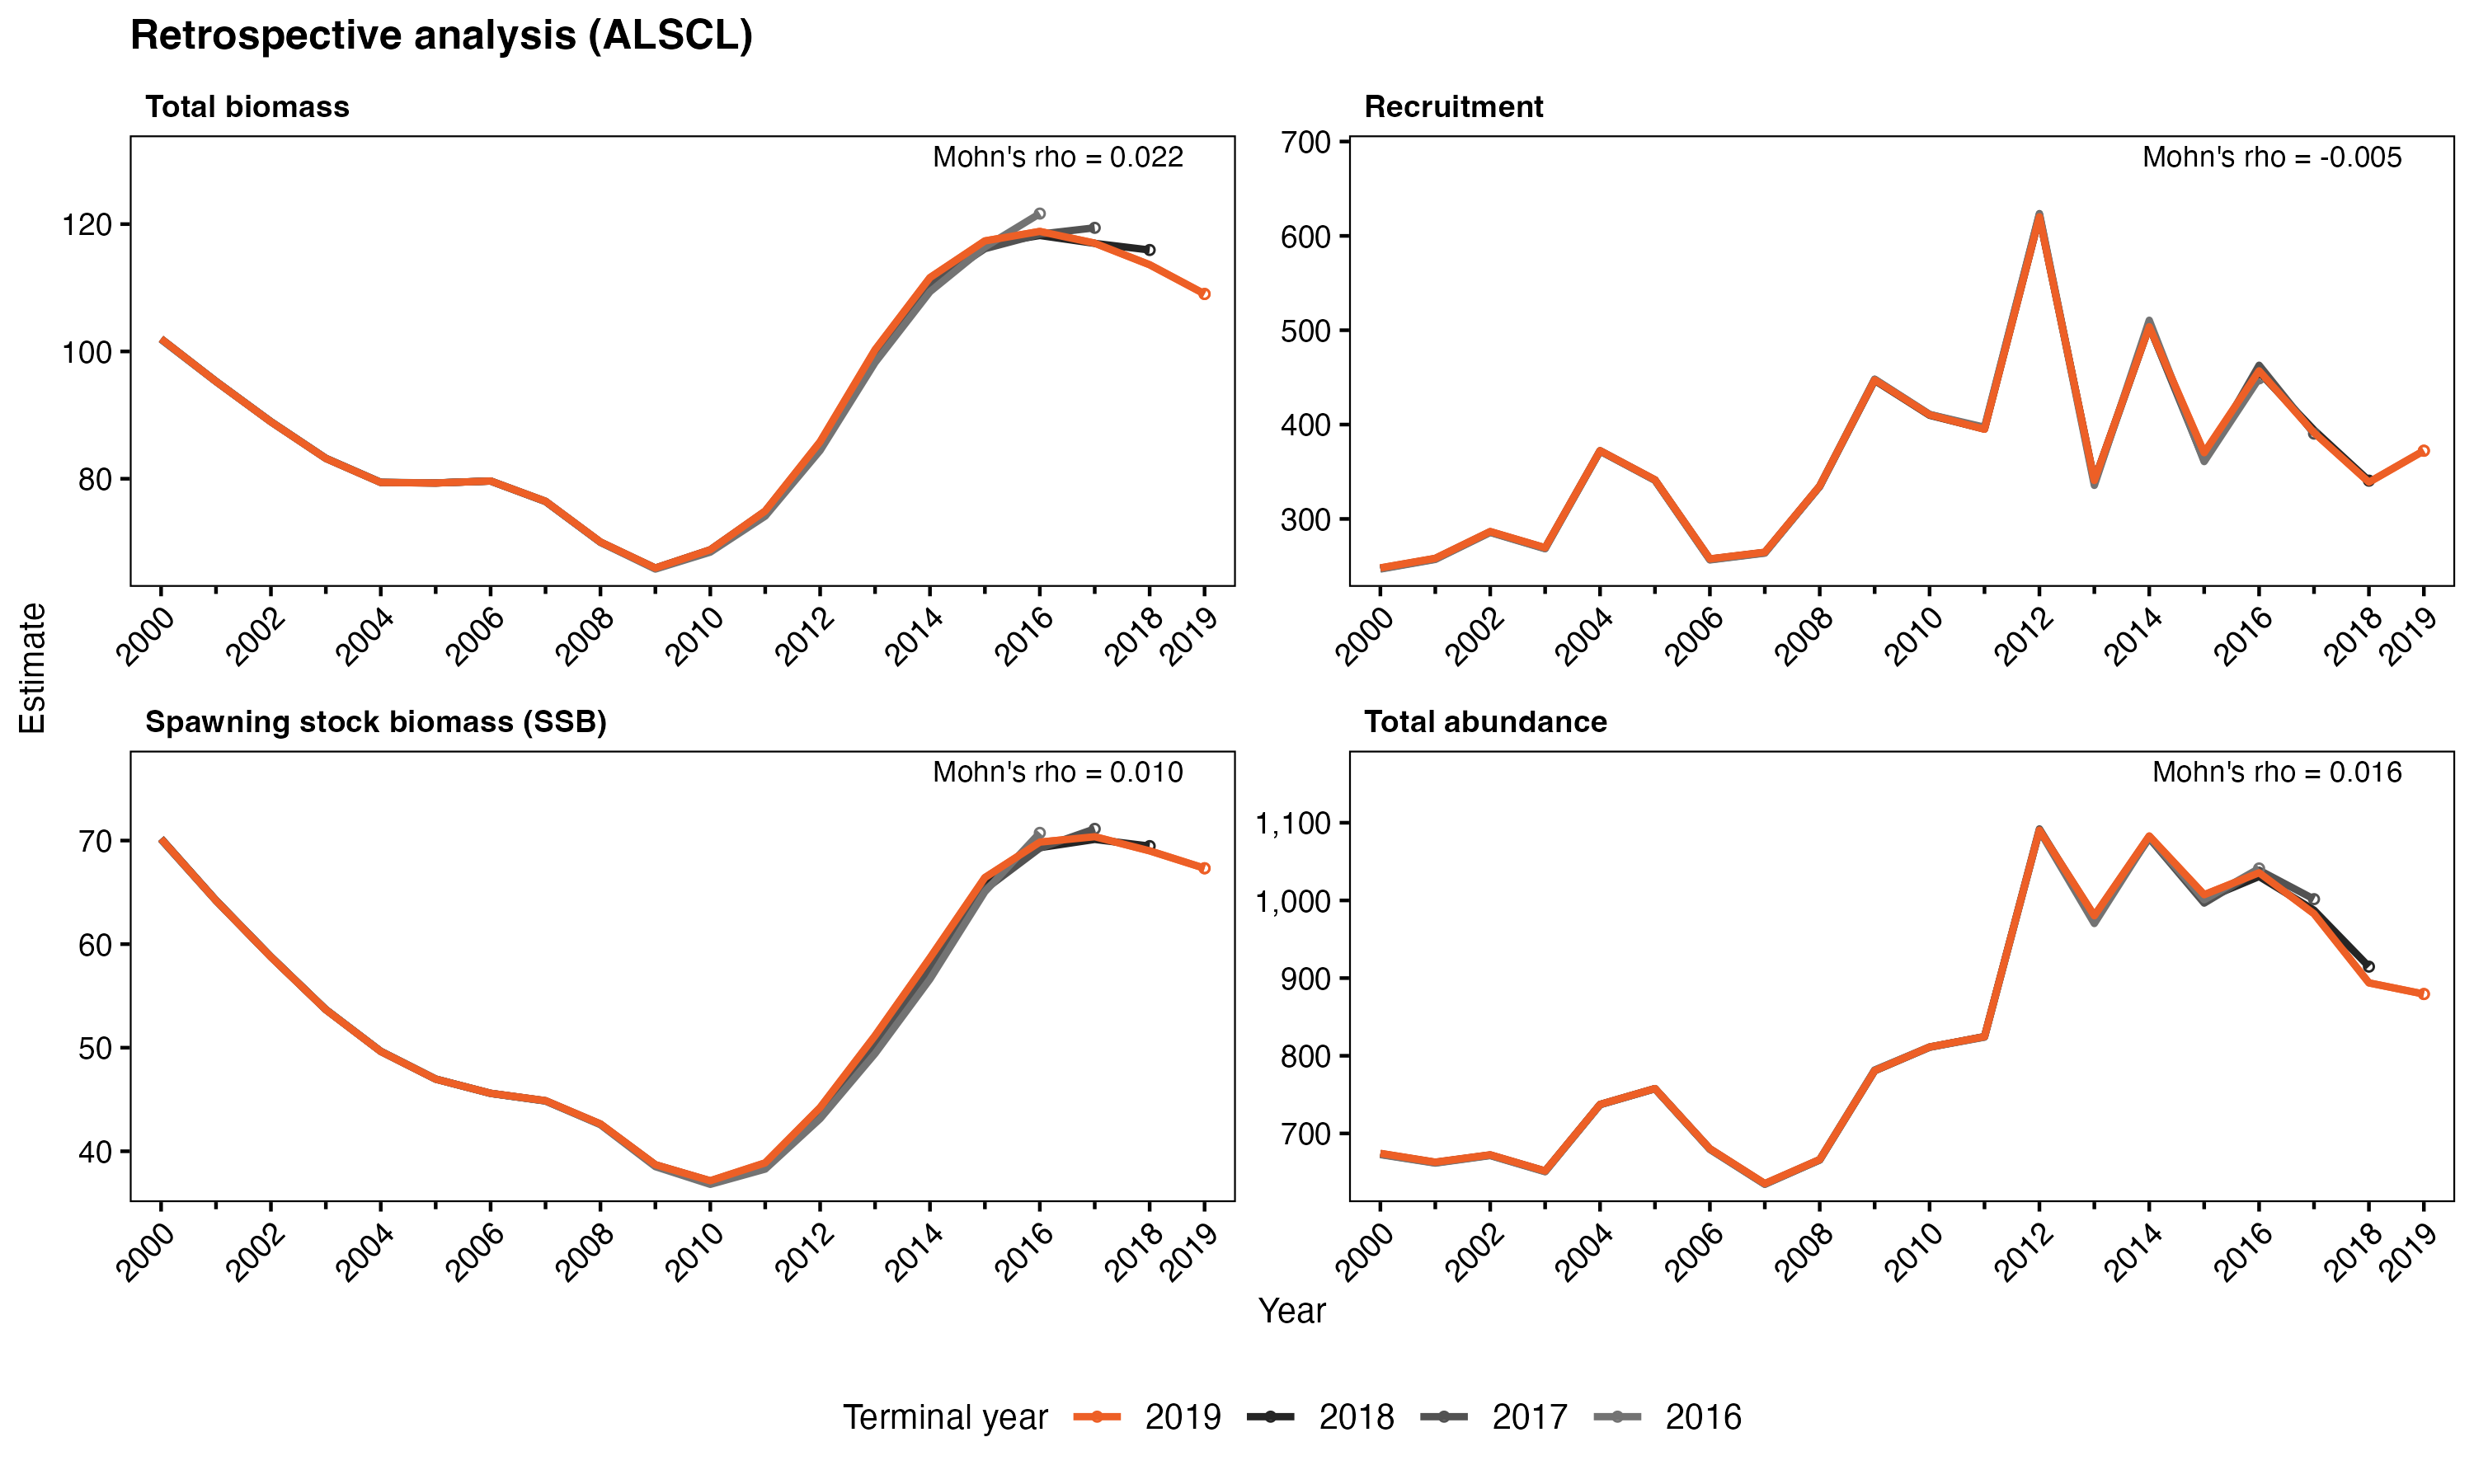 Retrospective analysis (ALSCL)
Estimate
Total biomass
Mohn's rho = 0.022
120
100
80
2000 2002 2004 2006 2008 2010 2012 2014 2016 2018 2019
Recruitment
Mohn's rho = -0.005
700
600
500
400
300
2000 2002 2004 2006 2008 2010 2012 2014 2016 2018 2019
Spawning stock biomass (SSB)
Mohn's rho = 0.010
70
60
50
40
2000 2002 2004 2006 2008 2010 2012 2014 2016 2018 2019
Total abundance
Mohn's rho = 0.016
1,100
1,000
900
800
700
2000 2002 2004 2006 2008 2010 2012 2014 2016 2018 2019
Year
Terminal year 2019 2018 2017 2016